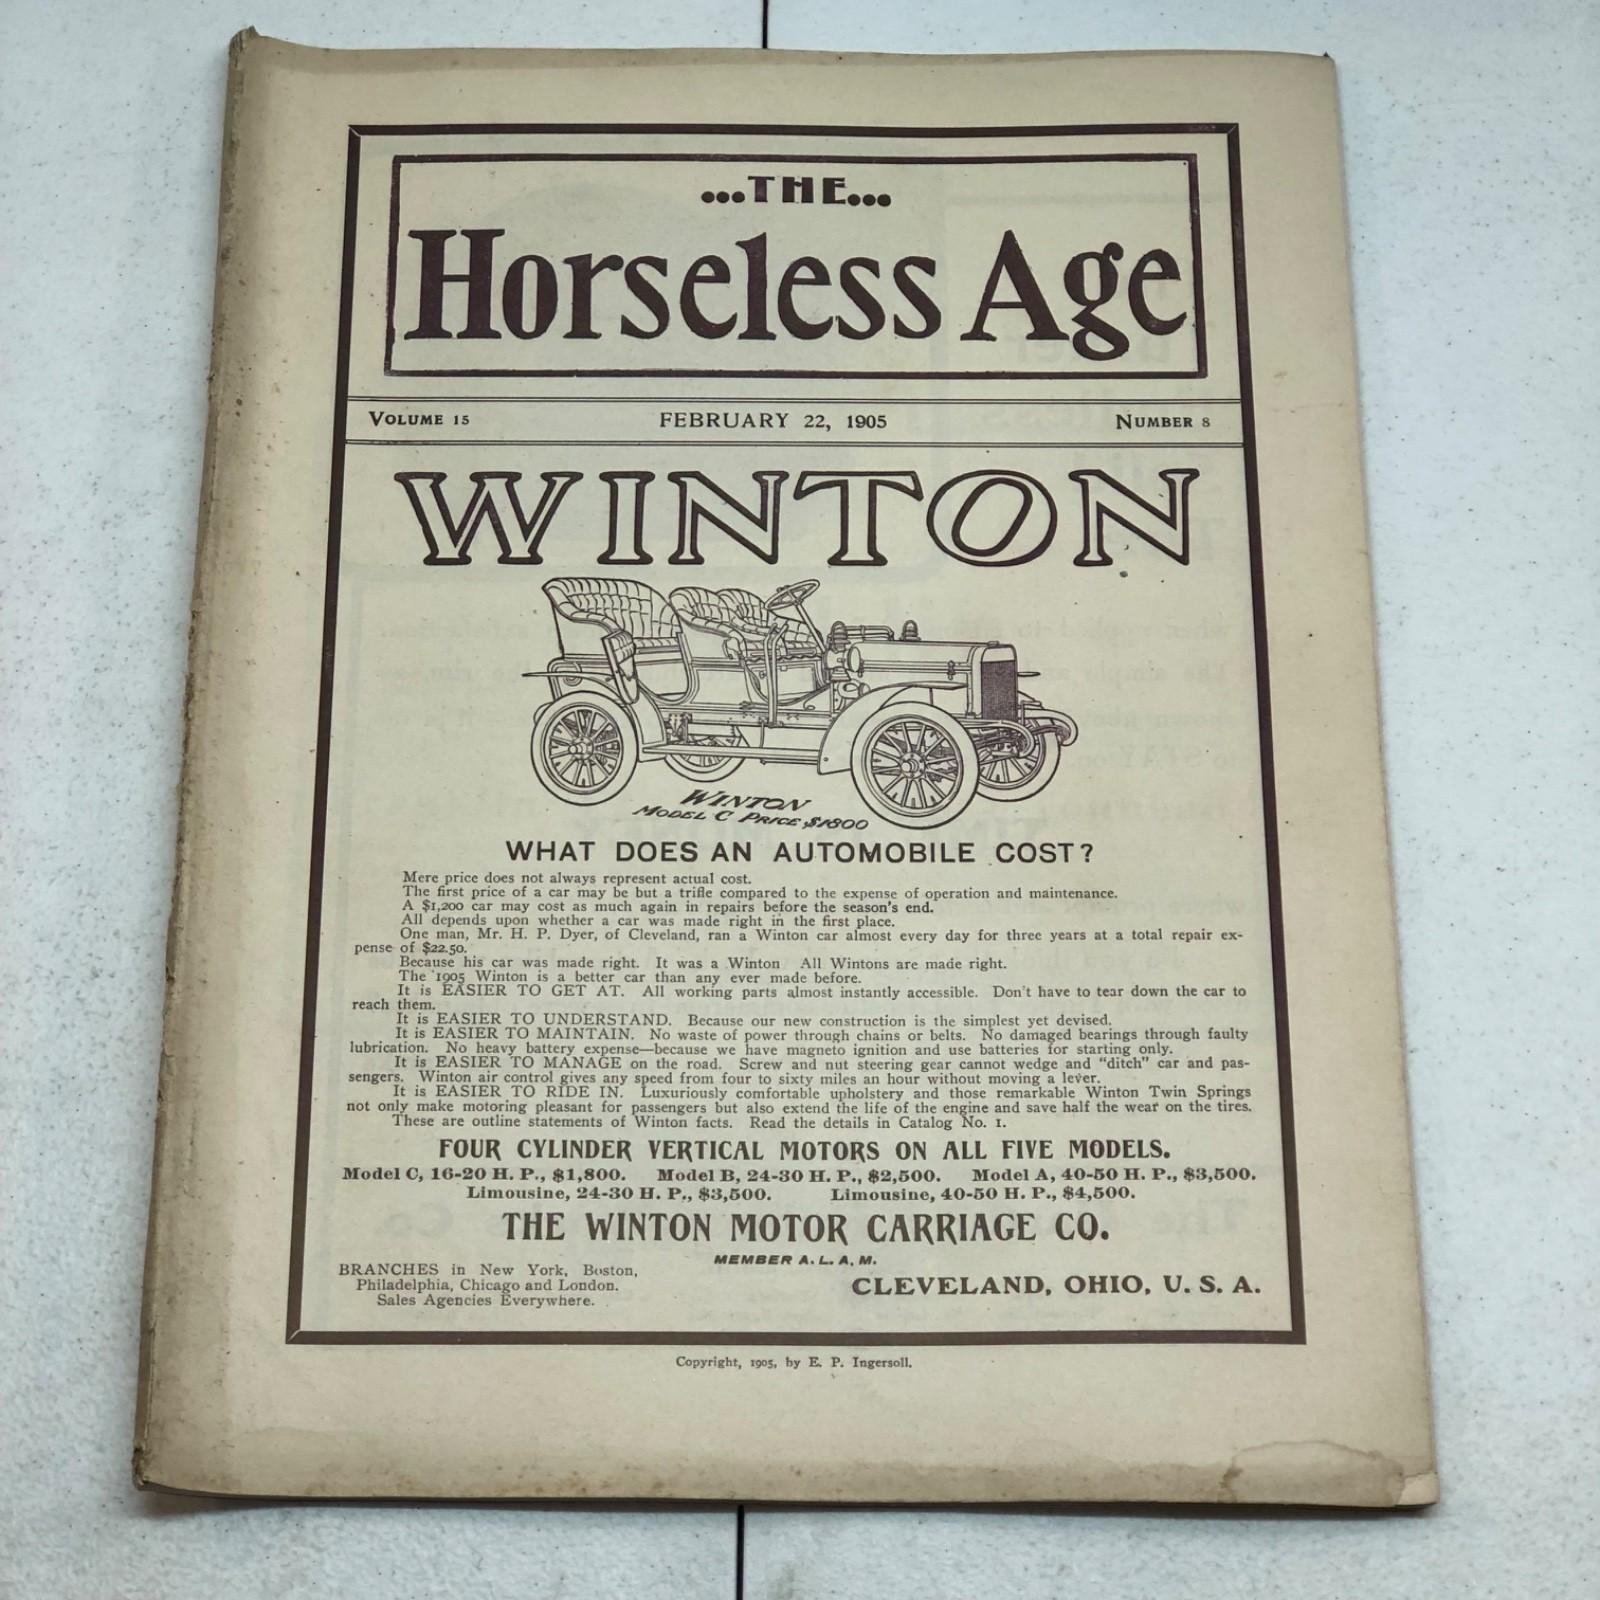 ...THE...
Horseless Age
VOLUME 15 FEBRUARY 22, 1905 NUMBER 8
WINTON
WINTON
MODEL C PRICE $1800
WHAT DOES AN AUTOMOBILE COST?
Mere price does not always represent actual cost.
The first price of a car may be but a trifle compared to the expense of operation and maintenance.
A $1,200 car may cost as much again in repairs before the season's end.
All depends upon whether a car was made right in the first place.
One man, Mr. H. P. Dyer, of Cleveland, ran a Winton car almost every day for three years at a total repair ex-
pense of $22.50.
Because his car was made right. It was a Winton All Wintons are made right.
The 1905 Winton is a better car than any ever made before.
It is EASIER TO GET AT. All working parts almost instantly accessible. Don't have to tear down the car to
reach them.
It is EASIER TO UNDERSTAND. Because our new construction is the simplest yet devised.
It is EASIER TO MAINTAIN. No waste of power through chains or belts. No damaged bearings through faulty
lubrication. No heavy battery expense—because we have magneto ignition and use batteries for starting only.
It is EASIER TO MANAGE on the road. Screw and nut steering gear cannot wedge and "ditch" car and pas-
sengers. Winton air control gives any speed from four to sixty miles an hour without moving a lever.
It is EASIER TO RIDE IN. Luxuriously comfortable upholstery and those remarkable Winton Twin Springs
not only make motoring pleasant for passengers but also extend the life of the engine and save half the wear on the tires.
These are outline statements of Winton facts. Read the details in Catalog No. 1.
FOUR CYLINDER VERTICAL MOTORS ON ALL FIVE MODELS.
Model C, 16-20 H. P., $1,800. Model B, 24-30 H. P., $2,500. Model A, 40-50 H. P., $3,500.
Limousine, 24-30 H. P., $3,500. Limousine, 40-50 H. P., $4,500.
THE WINTON MOTOR CARRIAGE CO.
MEMBER A. L. A. M.
BRANCHES in New York, Boston,
Philadelphia, Chicago and London.
Sales Agencies Everywhere.
CLEVELAND, OHIO, U. S. A.
Copyright, 1905, by E. P. Ingersoll.